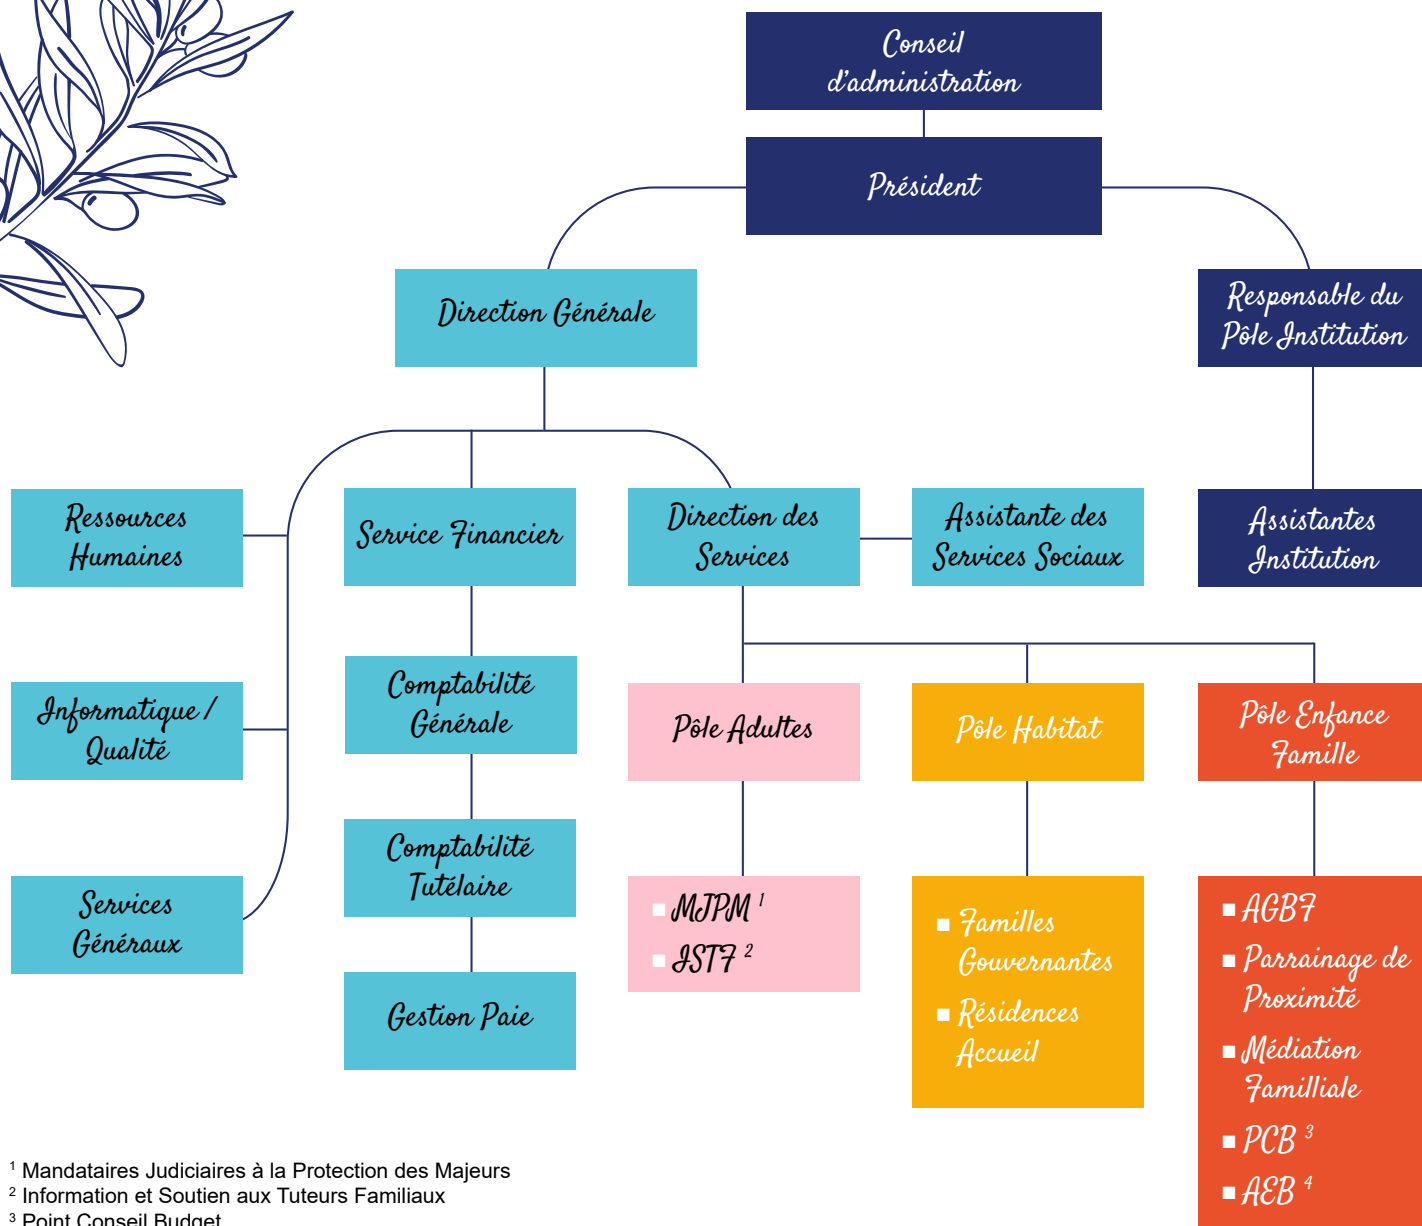 Conseil
d'administration
Président
Direction Générale
Responsable du
Pôle Institution
Ressources
Humaines
Service Financier
Direction des
Services
Assistante des
Services Sociaux
Assistantes
Institution
Informatique /
Qualité
Comptabilité
Générale
Pôle Adultes
Pôle Habitat
Pôle Enfance
Famille
Services
Généraux
Comptabilité
Tutélaire
Gestion Paie
MJPM 1
ISTF 2
Familles
Gouvernantes
Résidences
Accueil
AGBF
Parrainage de
Proximité
Médiation
Familliale
PCB 3
AEB 4
1 Mandataires Judiciaires à la Protection des Majeurs
2 Information et Soutien aux Tuteurs Familiaux
3 Point Conseil Budget